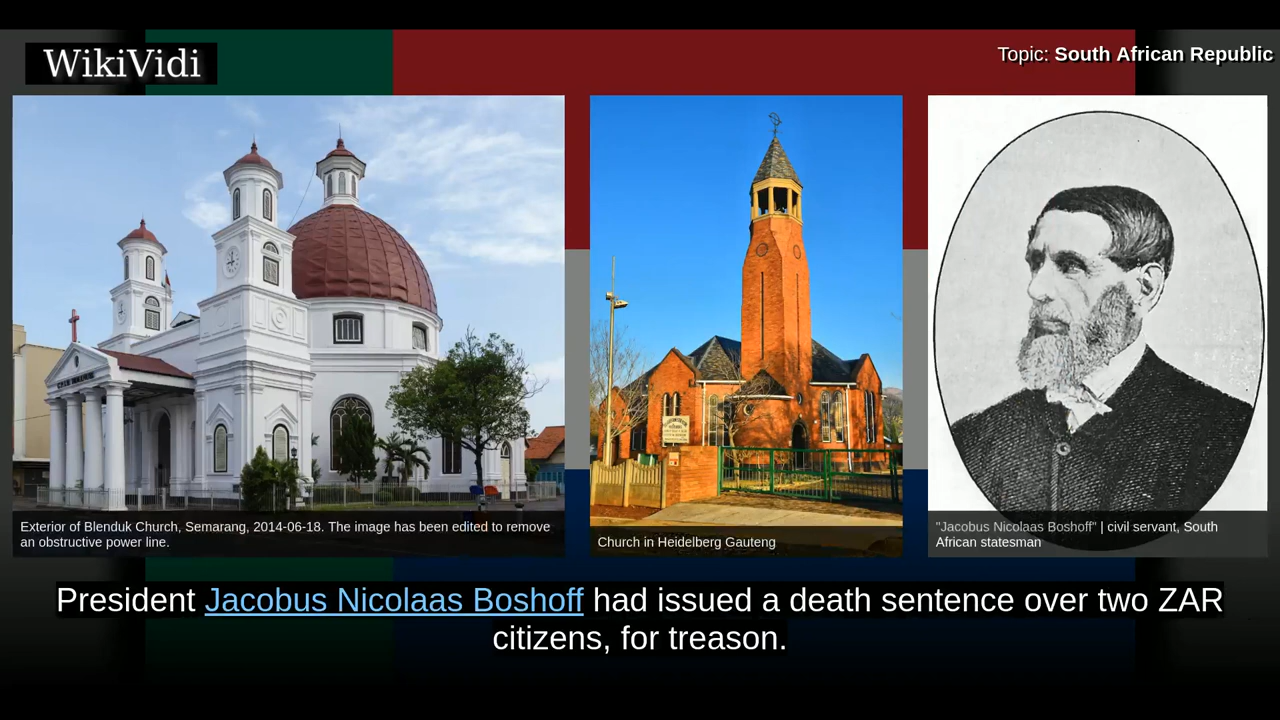 WikiVidi
Topic: South African Republic
Exterior of Blenduk Church, Semarang, 2014-06-18. The image has been edited to remove
an obstructive power line.
Church in Heidelberg Gauteng
"Jacobus Nicolaas Boshoff" | civil servant, South
African statesman
President Jacobus Nicolaas Boshoff had issued a death sentence over two ZAR
citizens, for treason.